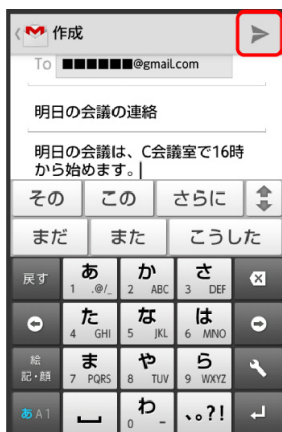 作成
To ■■■■■■@gmail.com
明日の会議の連絡
明日の会議は、C会議室で16時
から始めます。
その この さらに
まだ また こうした
戻す あ 1 .@/_ か 2 ABC さ 3 DEF
た 4 GHI な 5 JKL は 6 MNO
絵記・顔 ま 7 PQRS や 8 TUV ら 9 WXYZ
あA1 わ 0 - 、。?!